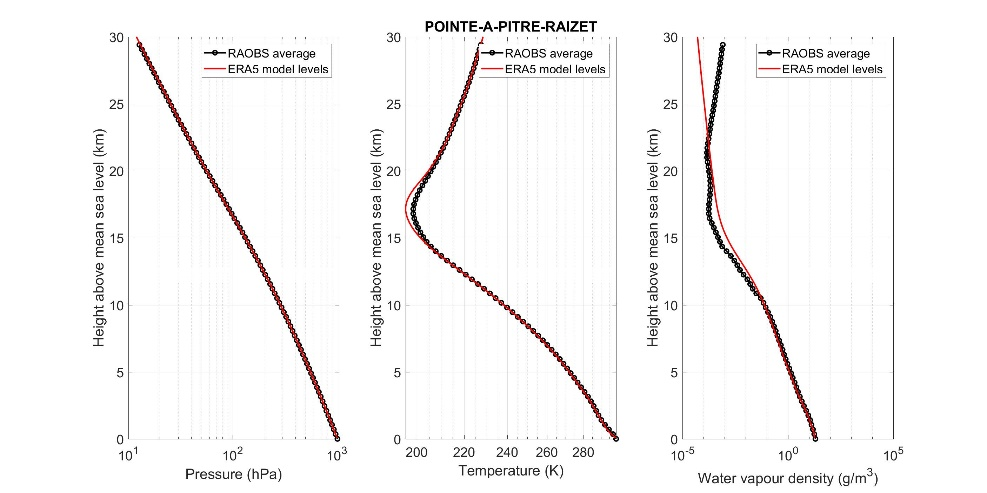 POINTE-A-PITRE-RAIZET
30
25
20
15
10
5
0
Height above mean sea level (km)
RAOBS average
ERA5 model levels
10^1
10^2
10^3
Pressure (hPa)
30
25
20
15
10
5
0
Height above mean sea level (km)
RAOBS average
ERA5 model levels
200
220
240
260
280
Temperature (K)
30
25
20
15
10
5
0
Height above mean sea level (km)
RAOBS average
ERA5 model levels
10^-5
10^0
10^5
Water vapour density (g/m^3)